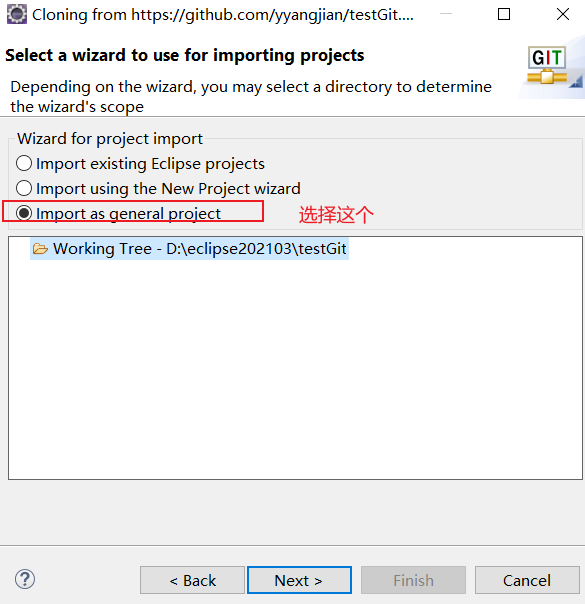 Cloning from https://github.com/yyangjian/testGit....
Select a wizard to use for importing projects
GIT
Depending on the wizard, you may select a directory to determine
the wizard's scope
Wizard for project import
Import existing Eclipse projects
Import using the New Project wizard
Import as general project 选择这个
Working Tree - D:\eclipse202103\testGit
? < Back Next > Finish Cancel